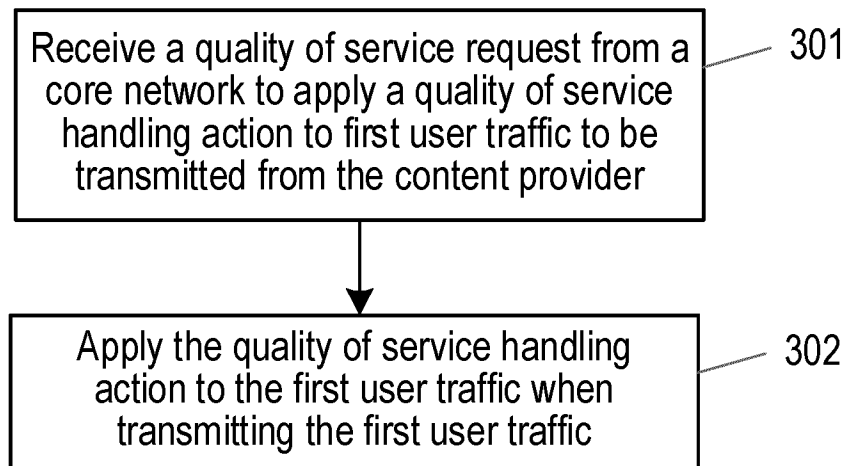 Receive a quality of service request from a
core network to apply a quality of service
handling action to first user traffic to be
transmitted from the content provider
301
Apply the quality of service handling
action to the first user traffic when
transmitting the first user traffic
302